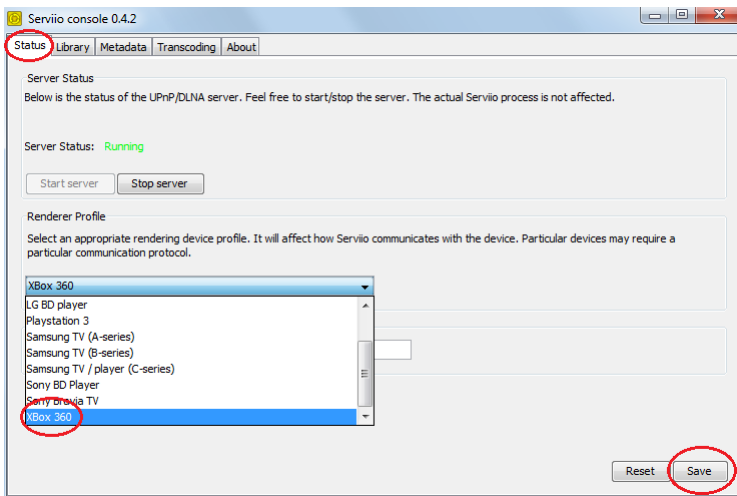 Serviio console 0.4.2
Status Library Metadata Transcoding About
Server Status
Below is the status of the UPnP/DLNA server. Feel free to start/stop the server. The actual Serviio process is not affected.
Server Status: Running
Start server Stop server
Renderer Profile
Select an appropriate rendering device profile. It will affect how Serviio communicates with the device. Particular devices may require a
particular communication protocol.
XBox 360
LG BD player
Playstation 3
Samsung TV (A-series)
Samsung TV (B-series)
Samsung TV / player (C-series)
Sony BD Player
Sony Bravia TV
XBox 360
Reset Save